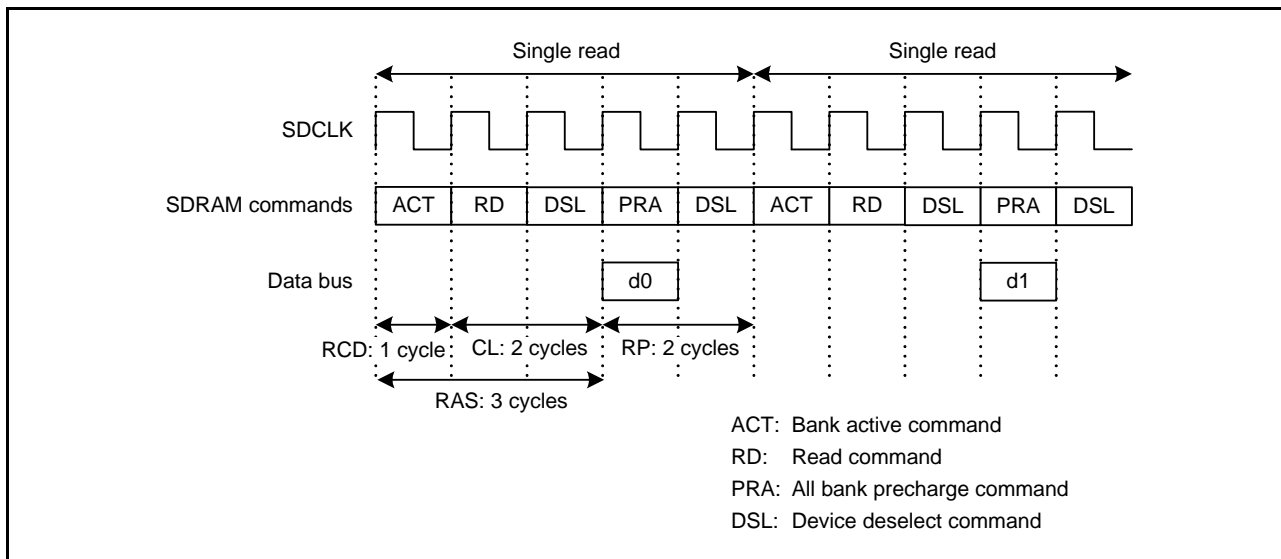 Single read Single read
SDCLK
SDRAM commands ACT RD DSL PRA DSL ACT RD DSL PRA DSL
Data bus d0 d1
RCD: 1 cycle CL: 2 cycles RP: 2 cycles
RAS: 3 cycles
ACT: Bank active command
RD: Read command
PRA: All bank precharge command
DSL: Device deselect command